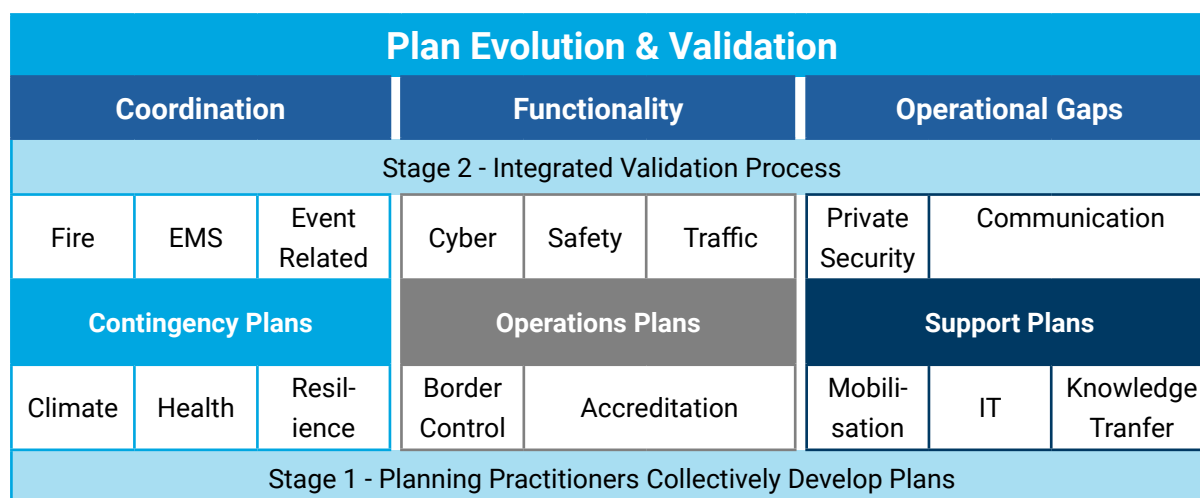 Plan Evolution & Validation
Coordination
Functionality
Operational Gaps
Stage 2 - Integrated Validation Process
Fire
EMS
Event
Related
Cyber
Safety
Traffic
Private
Security
Communication
Contingency Plans
Operations Plans
Support Plans
Climate
Health
Resil-
ience
Border
Control
Accreditation
Mobili-
sation
IT
Knowledge
Tranfer
Stage 1 - Planning Practitioners Collectively Develop Plans